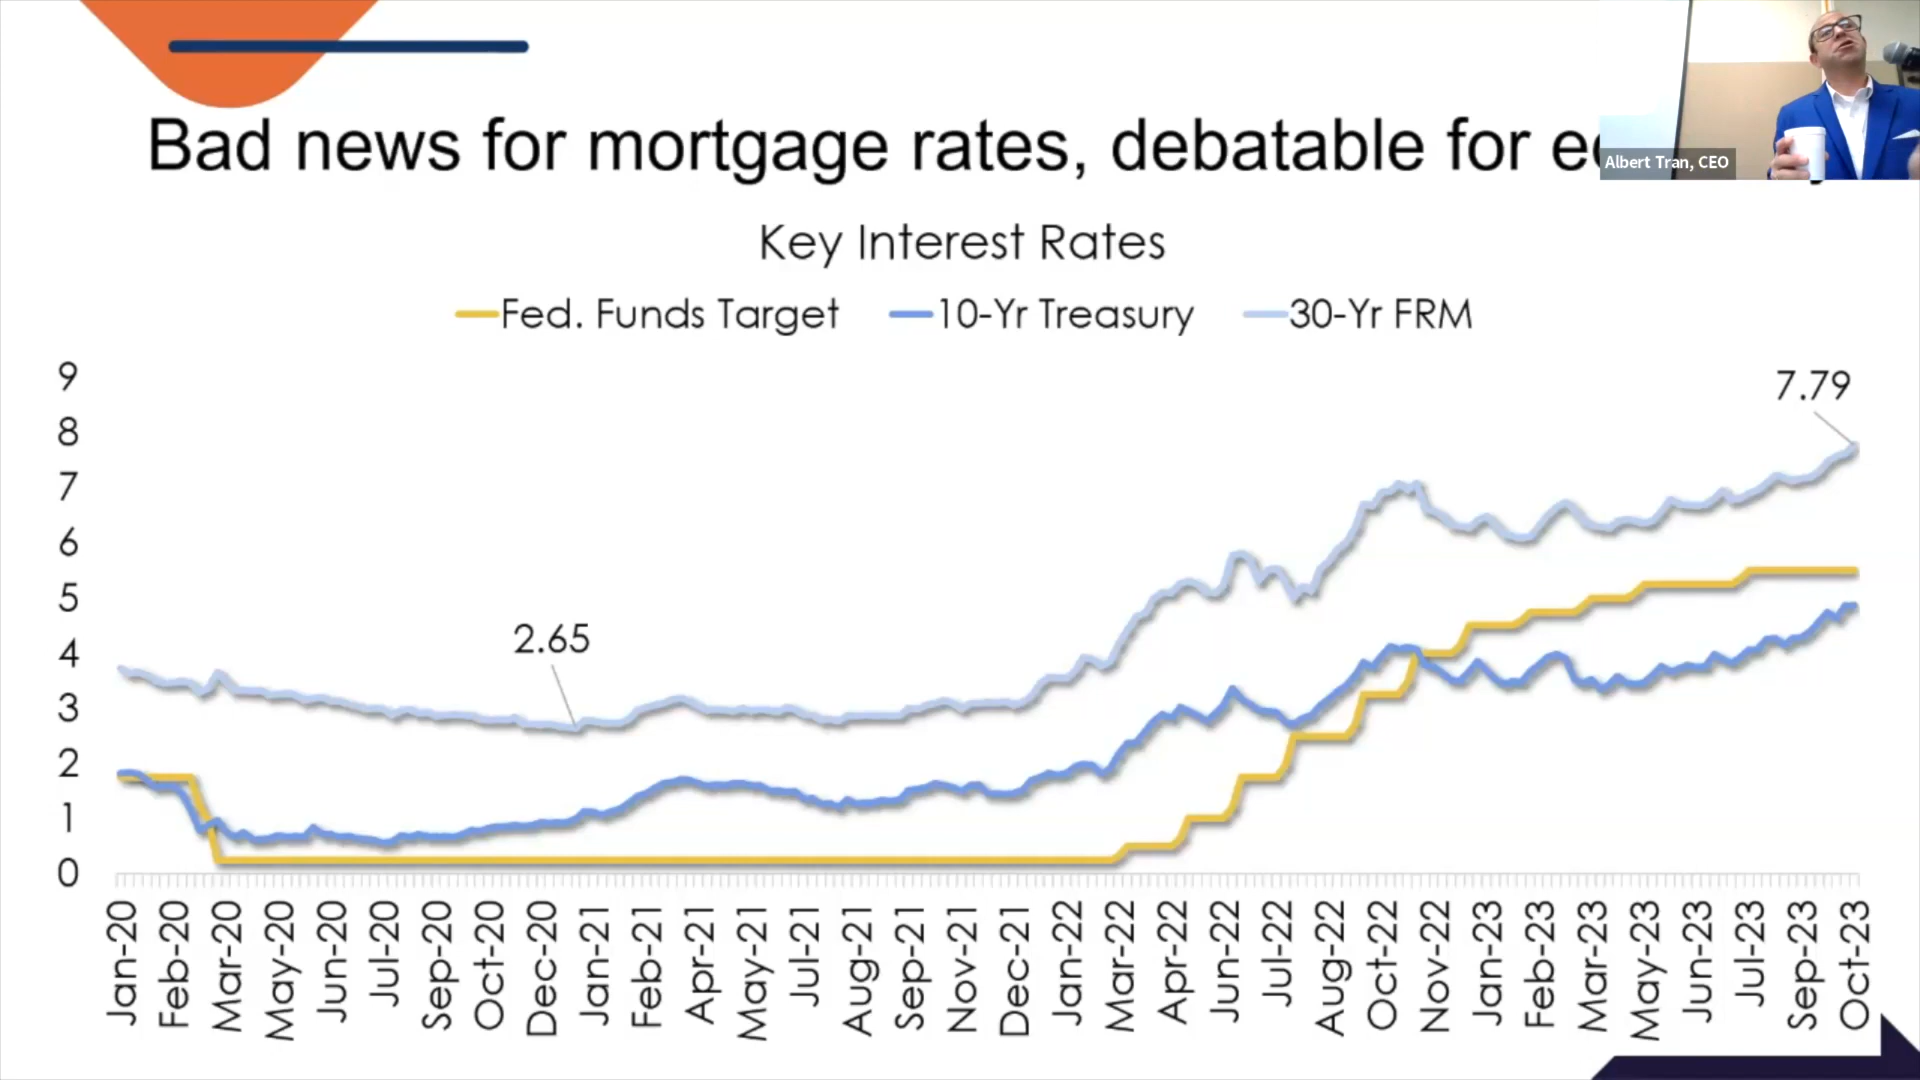 Bad news for mortgage rates, debatable for
Albert Tran, CEO
Key Interest Rates
Fed. Funds Target 10-Yr Treasury 30-Yr FRM
7.79
2.65
9
8
7
6
5
4
3
2
1
0
Jan-20 Feb-20 Mar-20 May-20 Jun-20 Jul-20 Sep-20 Oct-20 Dec-20 Jan-21 Feb-21 Apr-21 May-21 Jul-21 Aug-21 Sep-21 Nov-21 Dec-21 Jan-22 Mar-22 Apr-22 Jun-22 Jul-22 Aug-22 Oct-22 Nov-22 Jan-23 Feb-23 Mar-23 May-23 Jun-23 Jul-23 Sep-23 Oct-23